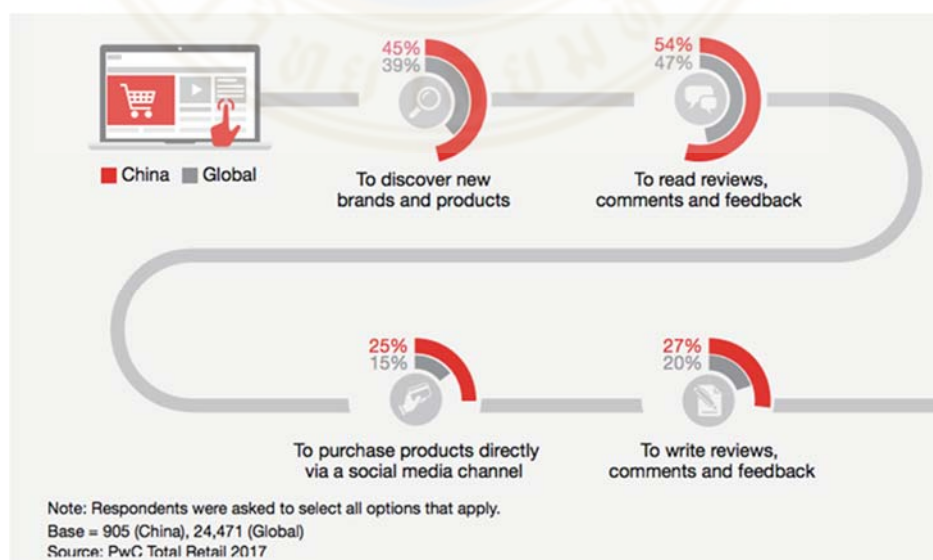 45%
39%
54%
47%
China Global
To discover new
brands and products
To read reviews,
comments and feedback
25%
15%
27%
20%
To purchase products directly
via a social media channel
To write reviews,
comments and feedback
Note: Respondents were asked to select all options that apply.
Base = 905 (China), 24,471 (Global)
Source: PwC Total Retail 2017